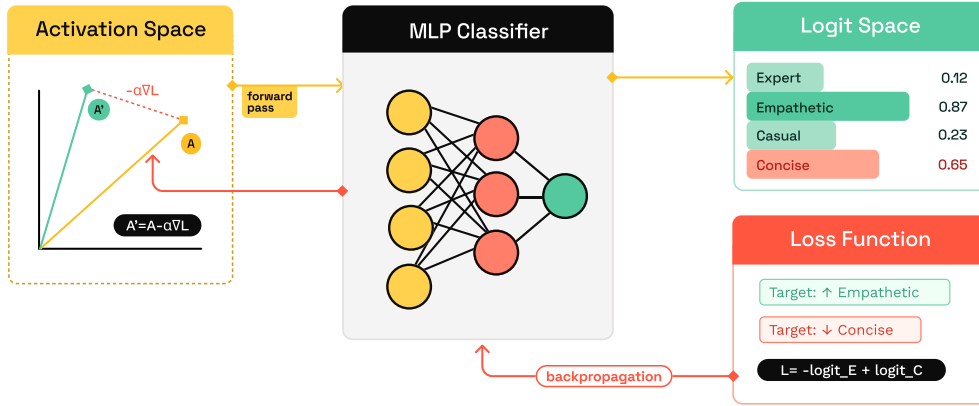 Activation Space
-α∇L
A'
A
A'=A-α∇L
forward
pass
MLP Classifier
Logit Space
Expert 0.12
Empathetic 0.87
Casual 0.23
Concise 0.65
Loss Function
Target: ↑ Empathetic
Target: ↓ Concise
L= -logit_E + logit_C
backpropagation